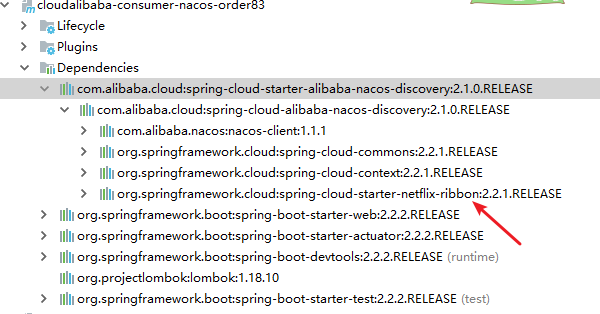 cloudalibaba-consumer-nacos-order83
Lifecycle
Plugins
Dependencies
com.alibaba.cloud:spring-cloud-starter-alibaba-nacos-discovery:2.1.0.RELEASE
com.alibaba.cloud:spring-cloud-alibaba-nacos-discovery:2.1.0.RELEASE
com.alibaba.nacos:nacos-client:1.1.1
org.springframework.cloud:spring-cloud-commons:2.2.1.RELEASE
org.springframework.cloud:spring-cloud-context:2.2.1.RELEASE
org.springframework.cloud:spring-cloud-starter-netflix-ribbon:2.2.1.RELEASE
org.springframework.boot:spring-boot-starter-web:2.2.2.RELEASE
org.springframework.boot:spring-boot-starter-actuator:2.2.2.RELEASE
org.springframework.boot:spring-boot-devtools:2.2.2.RELEASE (runtime)
org.projectlombok:lombok:1.18.10
org.springframework.boot:spring-boot-starter-test:2.2.2.RELEASE (test)